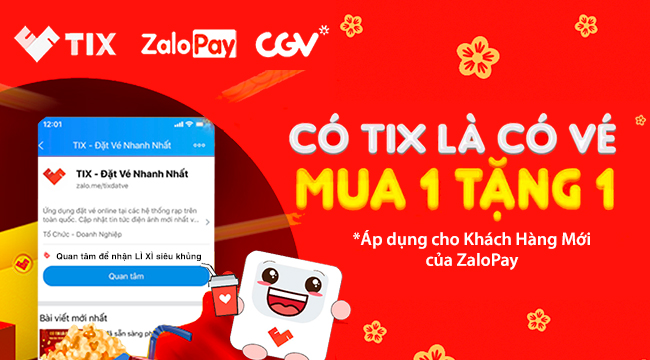 TIX ZaloPay CGV*
CÓ TIX LÀ CÓ VÉ
MUA 1 TẶNG 1
*Áp dụng cho Khách Hàng Mới
của ZaloPay
12:01
TIX - Đặt Vé Nhanh Nhất
TIX - Đặt Vé Nhanh Nhất
zalo.me/tixdatve
Ứng dụng đặt vé online tại các hệ thống rạp trên
toàn quốc. Cập nhật tin tức điện ảnh mới nhất v...
Tổ Chức - Doanh Nghiệp
Quan tâm để nhận LÌ XÌ siêu khủng
Quan tâm
Bài viết mới nhất
đã sẵn sàng